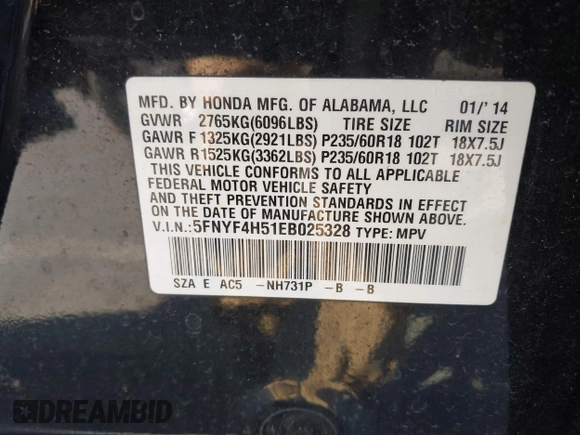 MFD. BY HONDA MFG. OF ALABAMA, LLC 01/'14
GVWR 2765KG(6096LBS) TIRE SIZE RIM SIZE
GAWR F 1325KG(2921LBS) P235/60R18 102T 18X7.5J
GAWR R 1525KG(3362LBS) P235/60R18 102T 18X7.5J
THIS VEHICLE CONFORMS TO ALL APPLICABLE
FEDERAL MOTOR VEHICLE SAFETY
AND THEFT PREVENTION STANDARDS IN EFFECT
ON THE DATE OF MANUFACTURE SHOWN ABOVE.
V.I.N.: 5FNYF4H51EB025328 TYPE: MPV
SZA E AC5 -NH731P -B -B
DREAMBID